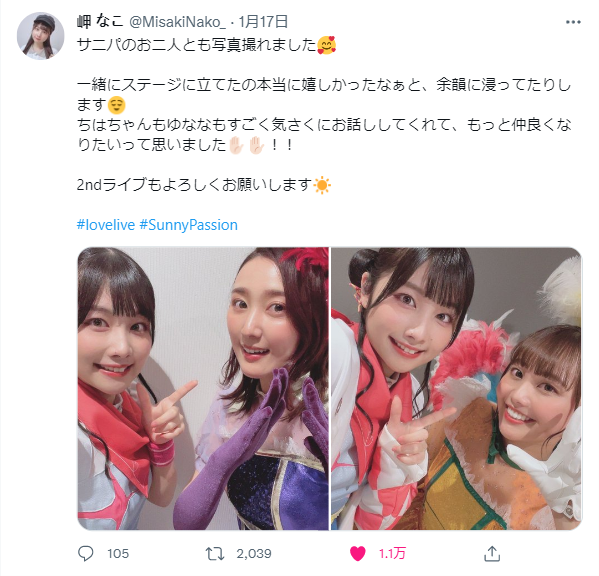 岬 なこ @MisakiNako_ · 1月17日
サニパのお二人とも写真撮れました🥰
一緒にステージに立てたの本当に嬉しかったなぁと、余韻に浸ってたりし
ます😌
ちはちゃんもゆななもすごく気さくにお話ししてくれて、もっと仲良くな
りたいって思いました✋🏻✋🏻！！
2ndライブもよろしくお願いします☀️
#lovelive #SunnyPassion
105 2,039 1.1万